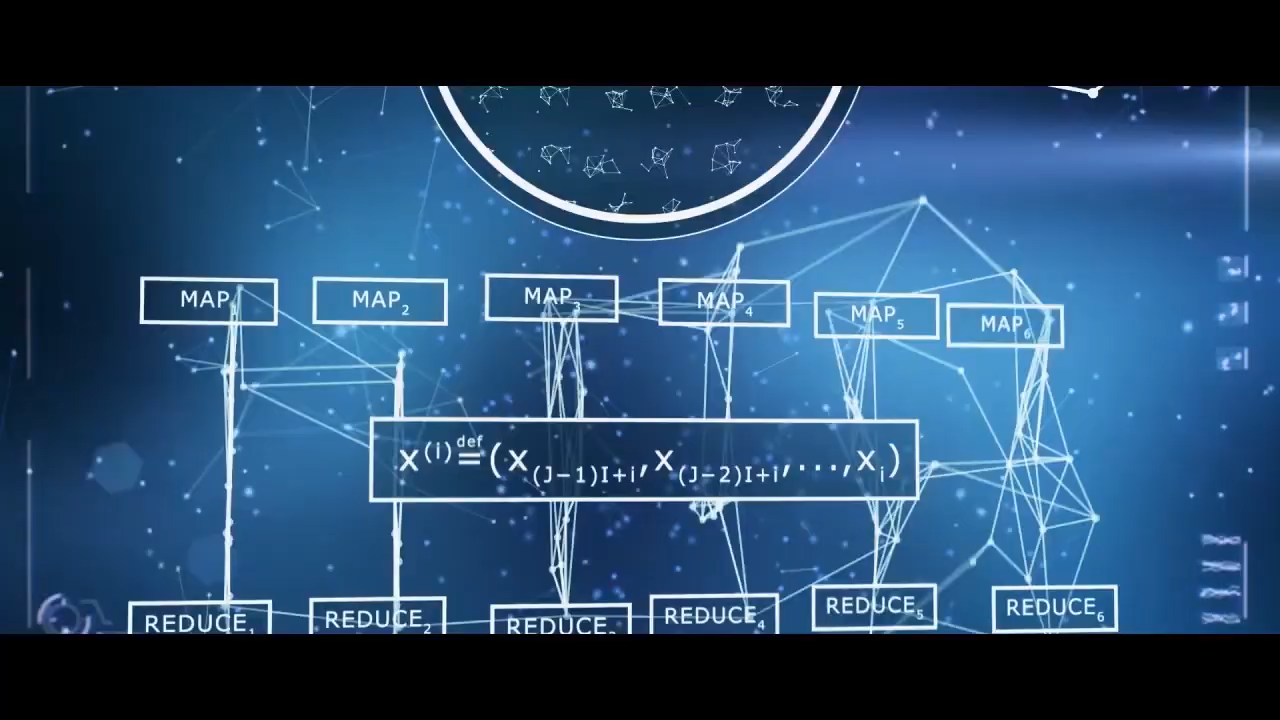 MAP₁ MAP₂ MAP₃ MAP₄ MAP₅ MAP₆
x⁽ⁱ⁾ def= (x₍J−1₎I+i, x₍J−2₎I+i, ..., xᵢ)
REDUCE₁ REDUCE₂ REDUCE₃ REDUCE₄ REDUCE₅ REDUCE₆